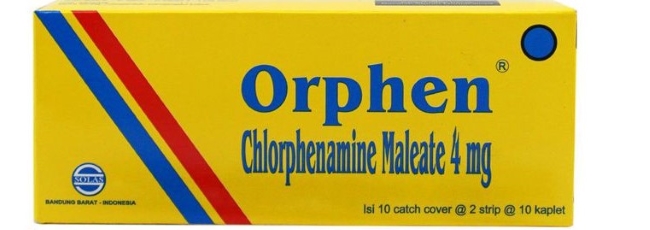 Orphen ®
Chlorphenamine Maleate 4 mg
SOLAS
BANDUNG BARAT - INDONESIA
Isi 10 catch cover @ 2 strip @ 10 kaplet